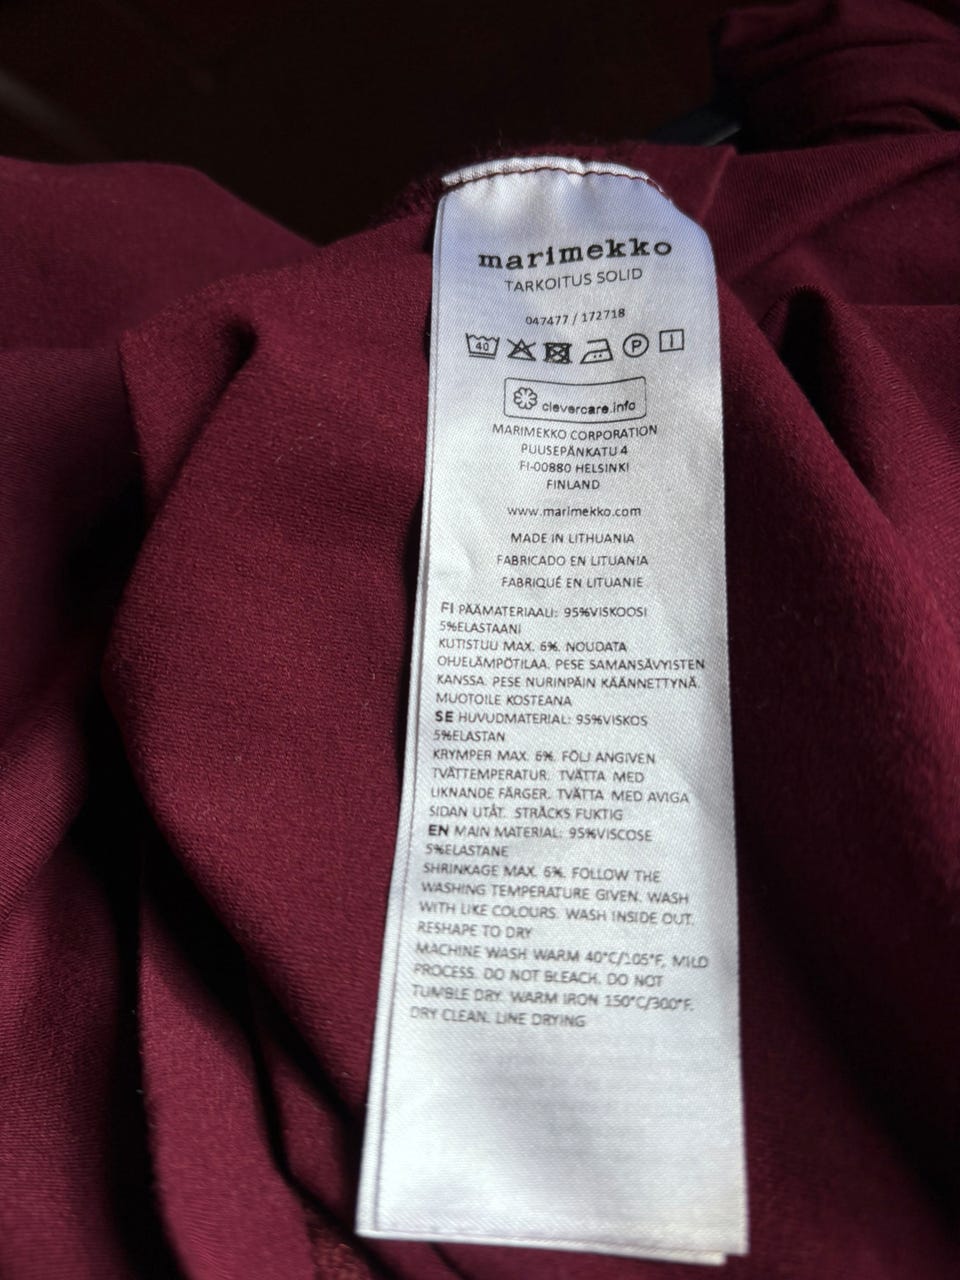 marimekko
TARKOITUS SOLID
047477 / 172718
40 P
clevercare.info
MARIMEKKO CORPORATION
PUUSEPÄNKATU 4
FI-00880 HELSINKI
FINLAND
www.marimekko.com
MADE IN LITHUANIA
FABRICADO EN LITUANIA
FABRIQUÉ EN LITUANIE
FI PÄÄMATERIAALI: 95%VISKOOSI
5%ELASTAANI
KUTISTUU MAX. 6%. NOUDATA
OHJELÄMPÖTILAA. PESE SAMANSÄVYISTEN
KANSSA. PESE NURINPÄIN KÄÄNNETTYNÄ.
MUOTOILE KOSTEANA
SE HUVUDMATERIAL: 95%VISKOS
5%ELASTAN
KRYMPER MAX. 6%. FÖLJ ANGIVEN
TVÄTTEMPERATUR. TVÄTTA MED
LIKNANDE FÄRGER. TVÄTTA MED AVIGA
SIDAN UTÅT. STRÄCKS FUKTIG
EN MAIN MATERIAL: 95%VISCOSE
5%ELASTANE
SHRINKAGE MAX. 6%. FOLLOW THE
WASHING TEMPERATURE GIVEN. WASH
WITH LIKE COLOURS. WASH INSIDE OUT.
RESHAPE TO DRY
MACHINE WASH WARM 40°C/105°F, MILD
PROCESS. DO NOT BLEACH. DO NOT
TUMBLE DRY. WARM IRON 150°C/300°F.
DRY CLEAN. LINE DRYING